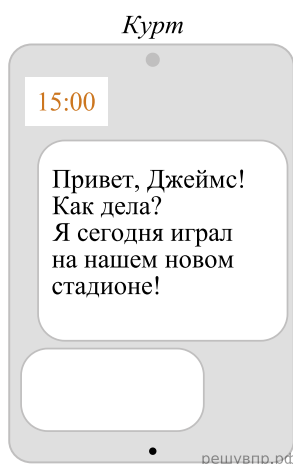 Курт
15:00
Привет, Джеймс!
Как дела?
Я сегодня играл
на нашем новом
стадионе!
решувпр.рф